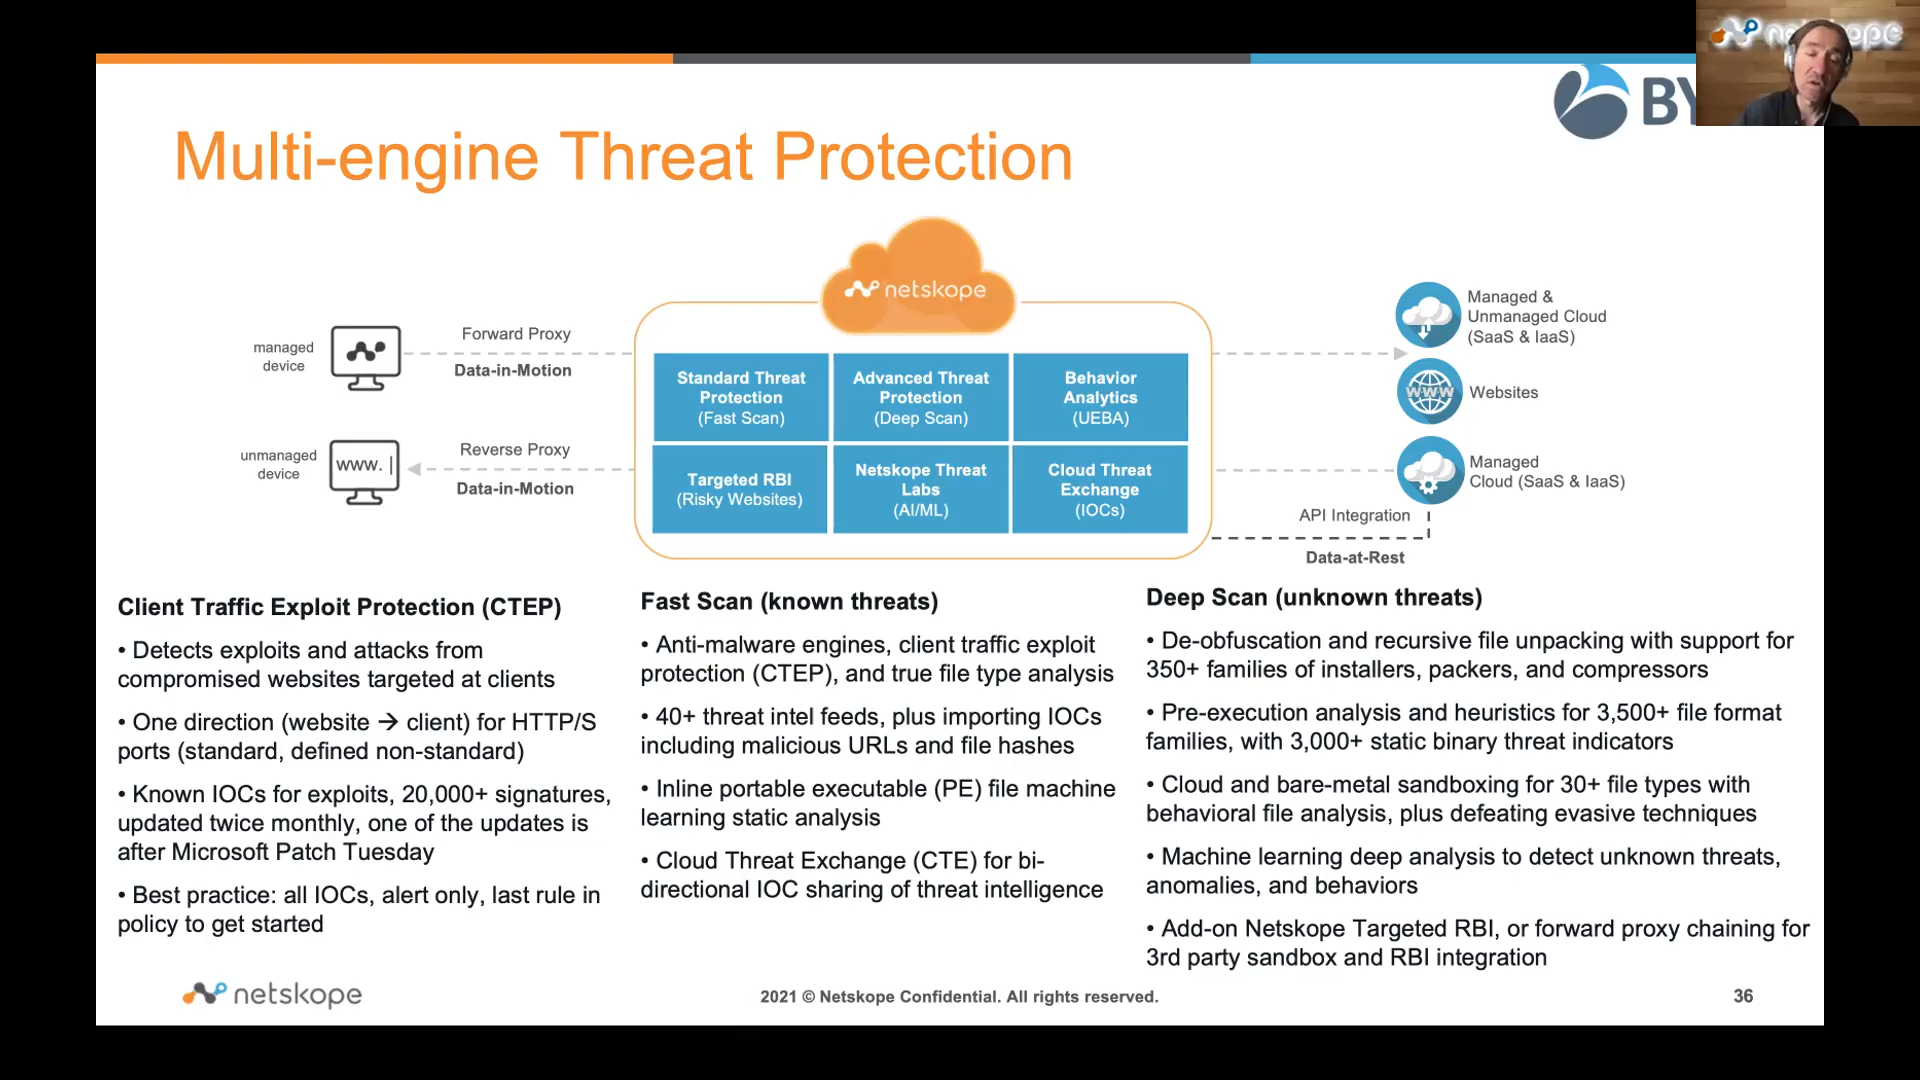 netskope
BY
Multi-engine Threat Protection
netskope
managed
device
Forward Proxy
Data-in-Motion
unmanaged
device
www.
Reverse Proxy
Data-in-Motion
Standard Threat
Protection
(Fast Scan)
Advanced Threat
Protection
(Deep Scan)
Behavior
Analytics
(UEBA)
Targeted RBI
(Risky Websites)
Netskope Threat
Labs
(AI/ML)
Cloud Threat
Exchange
(IOCs)
Managed &
Unmanaged Cloud
(SaaS & IaaS)
WWW
Websites
Managed
Cloud (SaaS & IaaS)
API Integration
Data-at-Rest
Client Traffic Exploit Protection (CTEP)
• Detects exploits and attacks from
compromised websites targeted at clients
• One direction (website → client) for HTTP/S
ports (standard, defined non-standard)
• Known IOCs for exploits, 20,000+ signatures,
updated twice monthly, one of the updates is
after Microsoft Patch Tuesday
• Best practice: all IOCs, alert only, last rule in
policy to get started
Fast Scan (known threats)
• Anti-malware engines, client traffic exploit
protection (CTEP), and true file type analysis
• 40+ threat intel feeds, plus importing IOCs
including malicious URLs and file hashes
• Inline portable executable (PE) file machine
learning static analysis
• Cloud Threat Exchange (CTE) for bi-
directional IOC sharing of threat intelligence
Deep Scan (unknown threats)
• De-obfuscation and recursive file unpacking with support for
350+ families of installers, packers, and compressors
• Pre-execution analysis and heuristics for 3,500+ file format
families, with 3,000+ static binary threat indicators
• Cloud and bare-metal sandboxing for 30+ file types with
behavioral file analysis, plus defeating evasive techniques
• Machine learning deep analysis to detect unknown threats,
anomalies, and behaviors
• Add-on Netskope Targeted RBI, or forward proxy chaining for
3rd party sandbox and RBI integration
netskope
2021 © Netskope Confidential. All rights reserved.
36